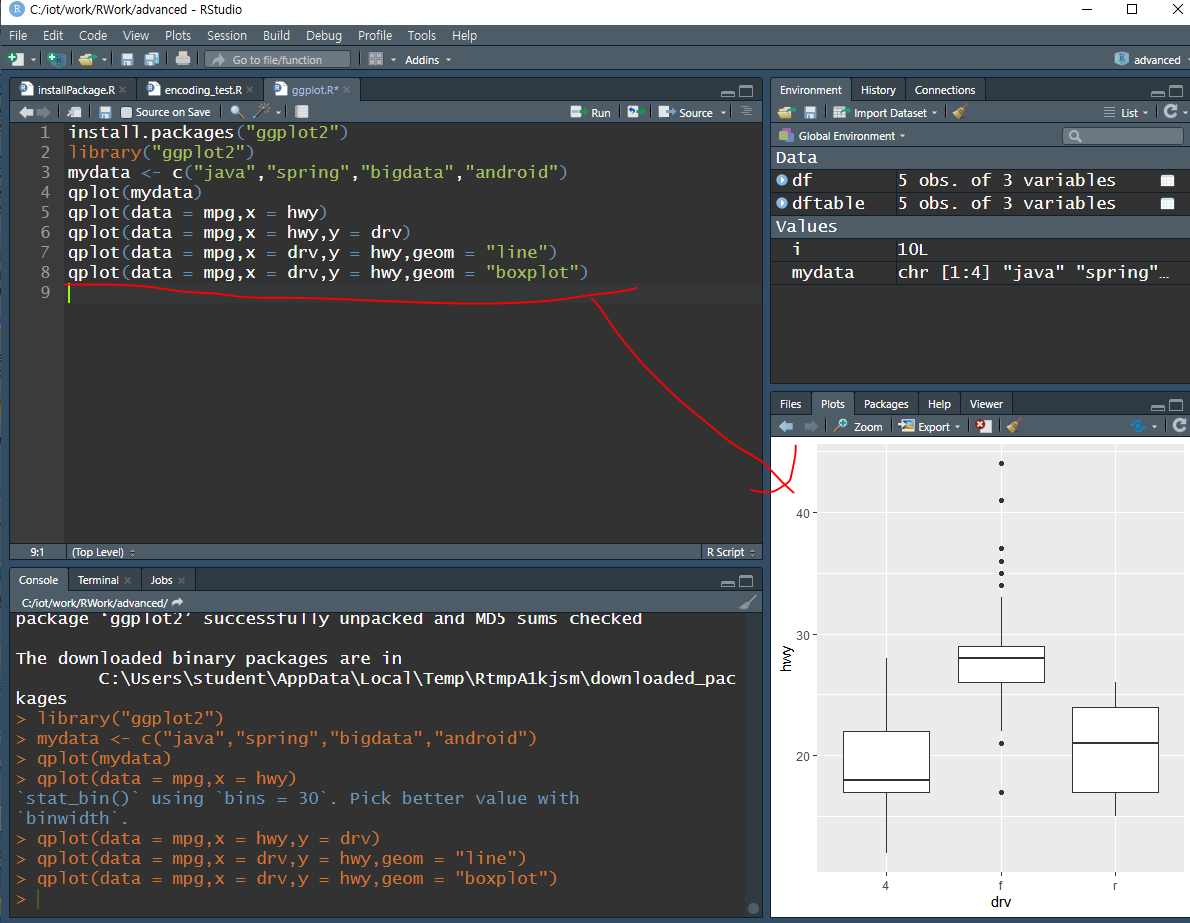 C:/iot/work/RWork/advanced - RStudio
File Edit Code View Plots Session Build Debug Profile Tools Help
Go to file/function Addins advanced
installPackage.R encoding_test.R ggplot.R*
Source on Save Run Source
1 install.packages("ggplot2")
2 library("ggplot2")
3 mydata <- c("java","spring","bigdata","android")
4 qplot(mydata)
5 qplot(data = mpg,x = hwy)
6 qplot(data = mpg,x = hwy,y = drv)
7 qplot(data = mpg,x = drv,y = hwy,geom = "line")
8 qplot(data = mpg,x = drv,y = hwy,geom = "boxplot")
9
9:1 (Top Level) R Script
Console Terminal Jobs
C:/iot/work/RWork/advanced/
package ‘ggplot2’ successfully unpacked and MD5 sums checked
The downloaded binary packages are in
C:\Users\student\AppData\Local\Temp\RtmpA1kjsm\downloaded_pac
kages
> library("ggplot2")
> mydata <- c("java","spring","bigdata","android")
> qplot(mydata)
> qplot(data = mpg,x = hwy)
`stat_bin()` using `bins = 30`. Pick better value with
`binwidth`.
> qplot(data = mpg,x = hwy,y = drv)
> qplot(data = mpg,x = drv,y = hwy,geom = "line")
> qplot(data = mpg,x = drv,y = hwy,geom = "boxplot")
>
Environment History Connections
Import Dataset List
Global Environment
Data
df 5 obs. of 3 variables
dftable 5 obs. of 3 variables
Values
i 10L
mydata chr [1:4] "java" "spring"…
Files Plots Packages Help Viewer
Zoom Export
40
30
20
hwy
4 f r
drv